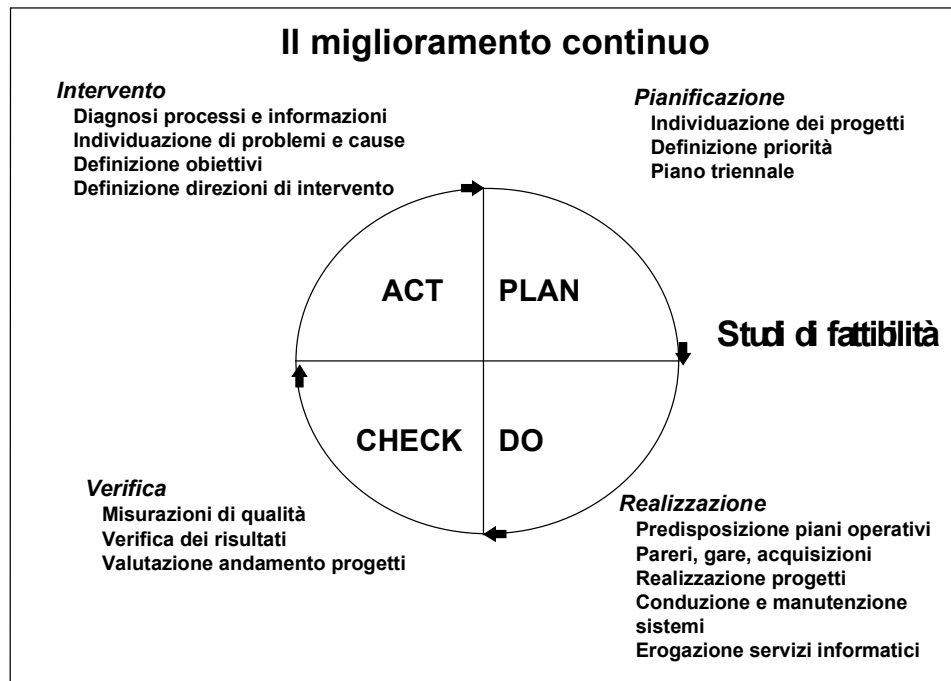 Il miglioramento continuo
Intervento
Diagnosi processi e informazioni
Individuazione di problemi e cause
Definizione obiettivi
Definizione direzioni di intervento
Pianificazione
Individuazione dei progetti
Definizione priorità
Piano triennale
ACT
PLAN
Studi di fattibilità
CHECK
DO
Verifica
Misurazioni di qualità
Verifica dei risultati
Valutazione andamento progetti
Realizzazione
Predisposizione piani operativi
Pareri, gare, acquisizioni
Realizzazione progetti
Conduzione e manutenzione
sistemi
Erogazione servizi informatici